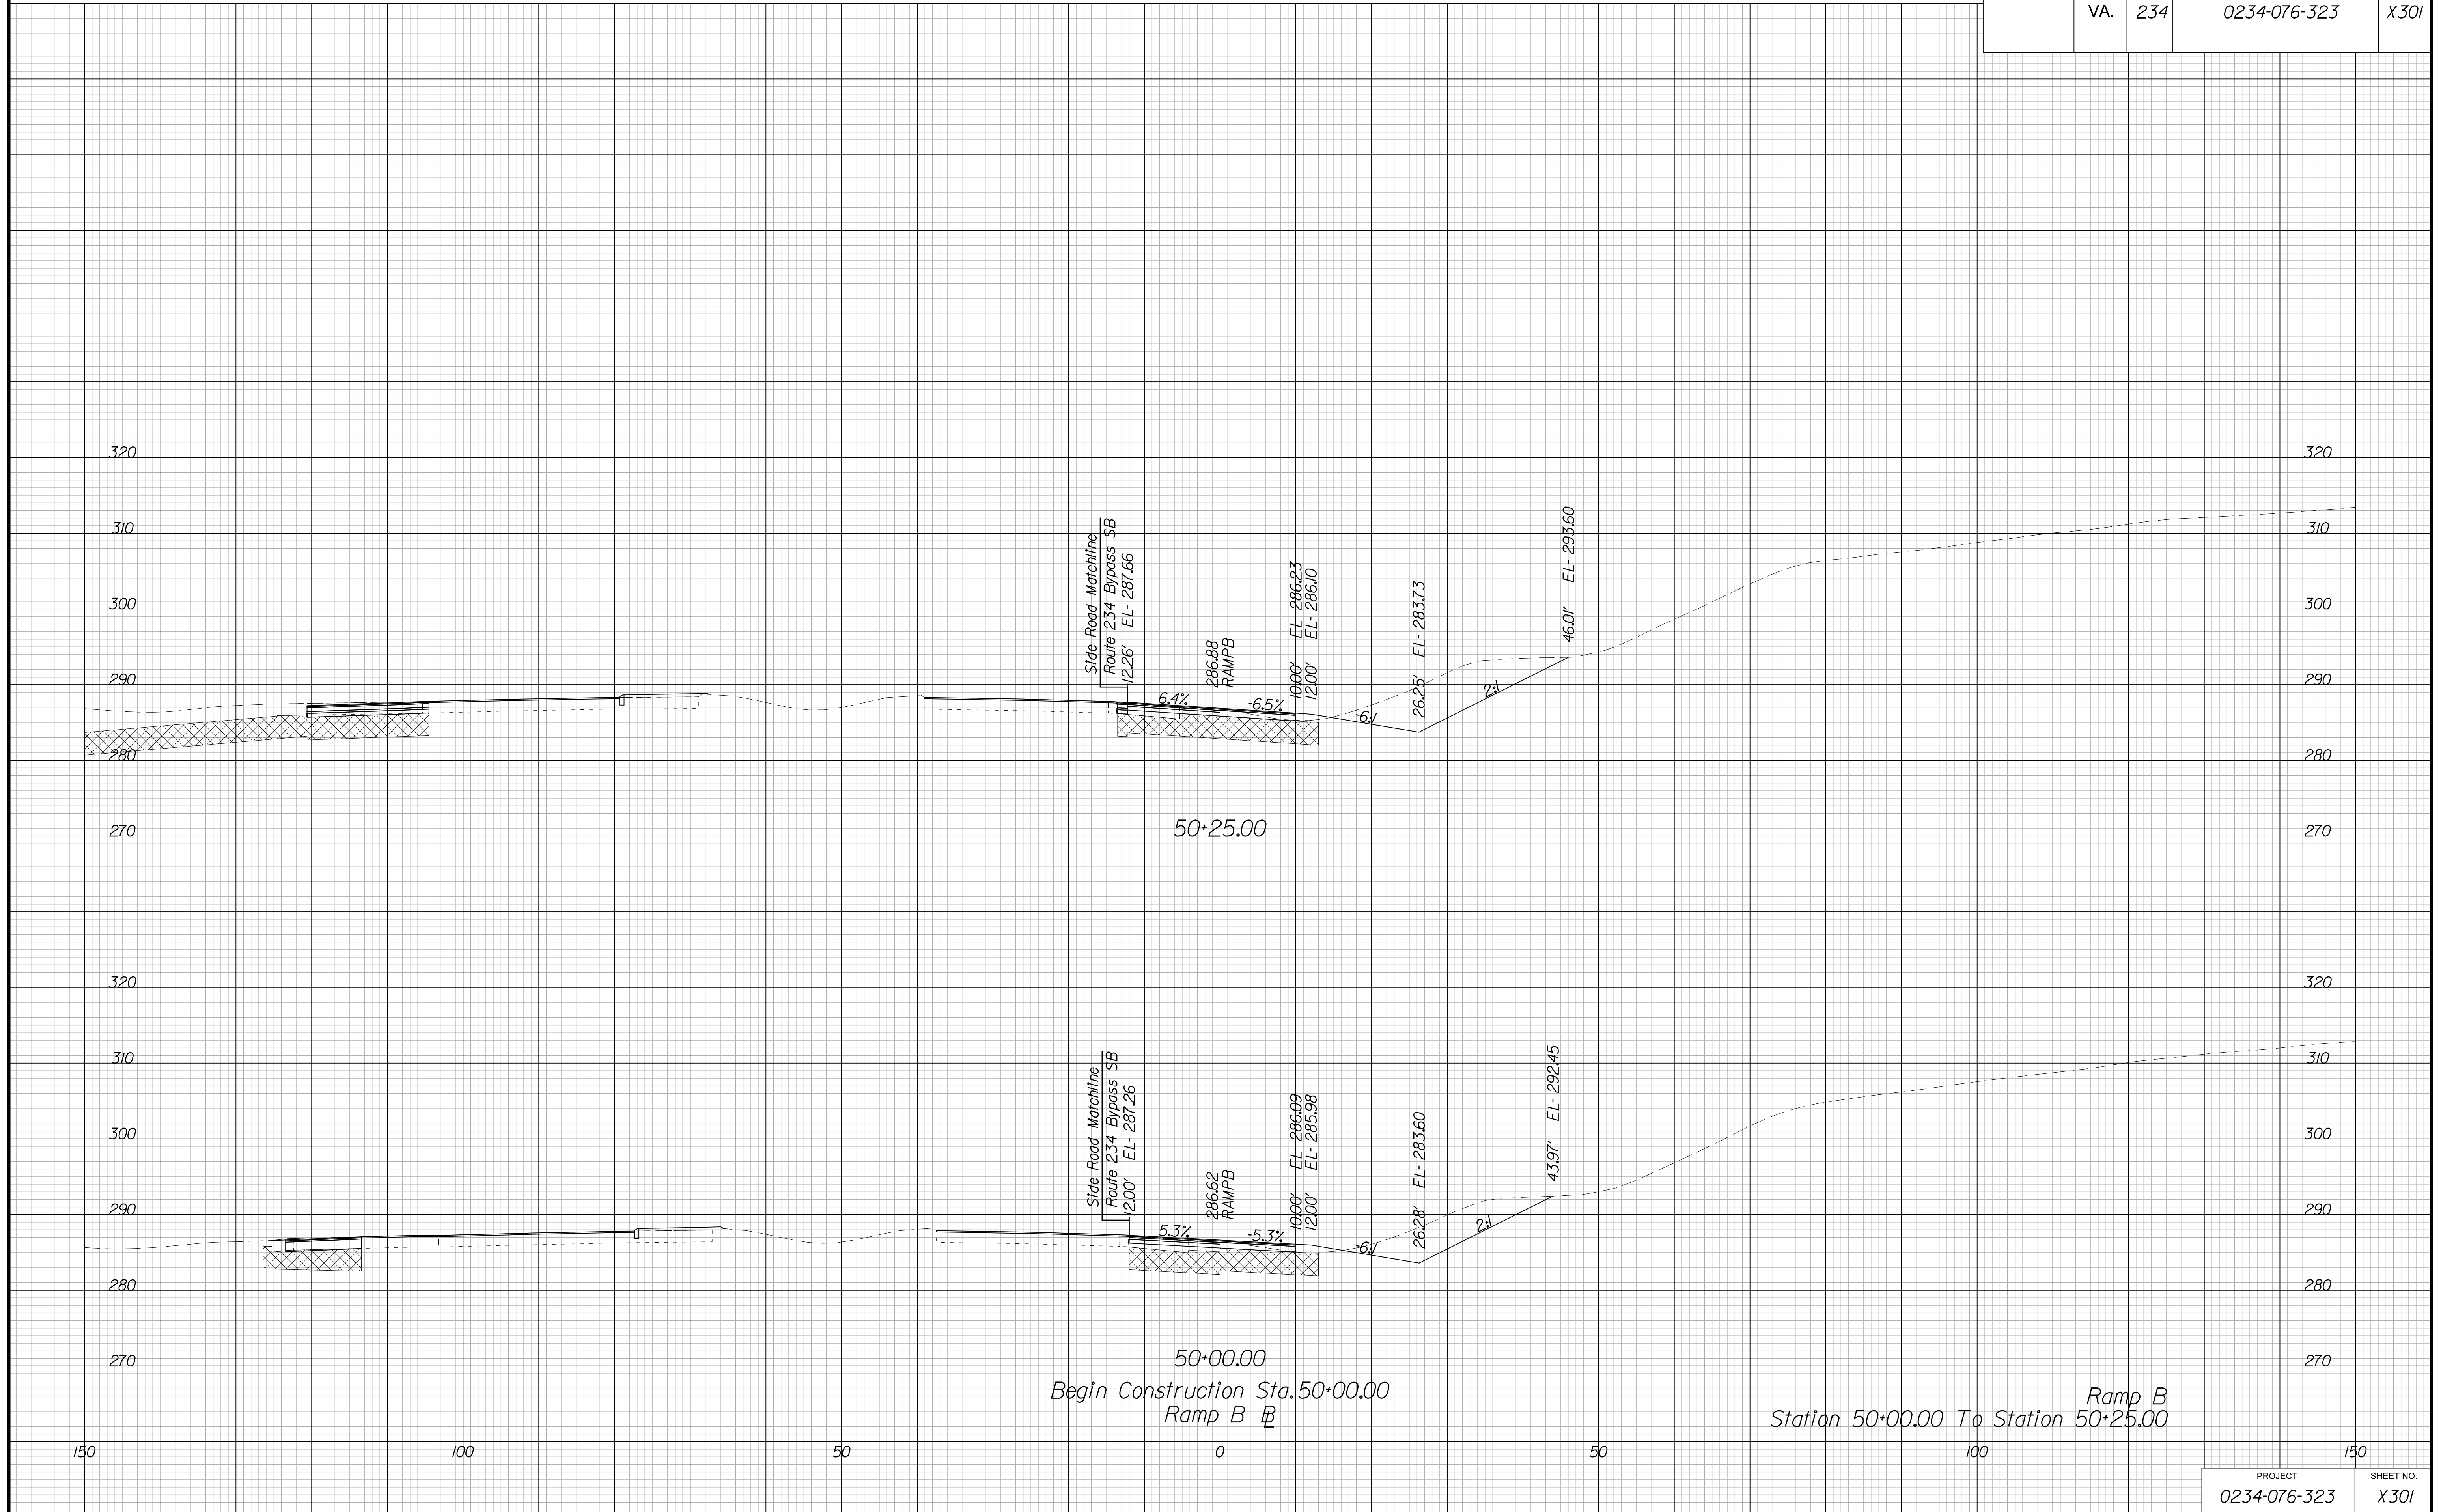 VA. 234 0234-076-323 X301
320 320
310 310
300 300
290 290
280 280
270 270
Side Road Matchline
Route 234 Bypass SB
12.26' EL- 287.66
6.4%
286.88
RAMPB
-6.5%
10.00' EL- 286.23
12.00' EL- 286.10
-6:1
26.25' EL- 283.73
2:1
46.01' EL- 293.60
50+25.00
320 320
310 310
300 300
290 290
280 280
270 270
Side Road Matchline
Route 234 Bypass SB
12.00' EL- 287.26
5.3%
286.62
RAMPB
-5.3%
10.00' EL- 286.09
12.00' EL- 285.98
-6:1
26.28' EL- 283.60
2:1
43.97' EL- 292.45
50+00.00
Begin Construction Sta. 50+00.00
Ramp B BL
Ramp B
Station 50+00.00 To Station 50+25.00
150 100 50 0 50 100 150
PROJECT SHEET NO.
0234-076-323 X301